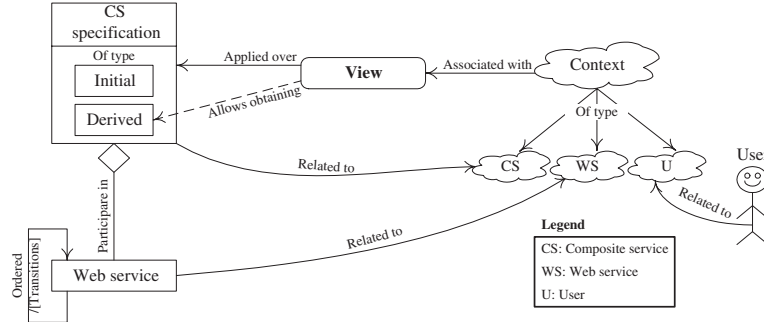 CS
specification
Of type
Initial
Derived
Applied over
Allows obtaining
View
Associated with
Context
Of type
CS
WS
U
User
Related to
Related to
Related to
Participare in
Ordered
/[Transitions]
Web service
Legend
CS: Composite service
WS: Web service
U: User